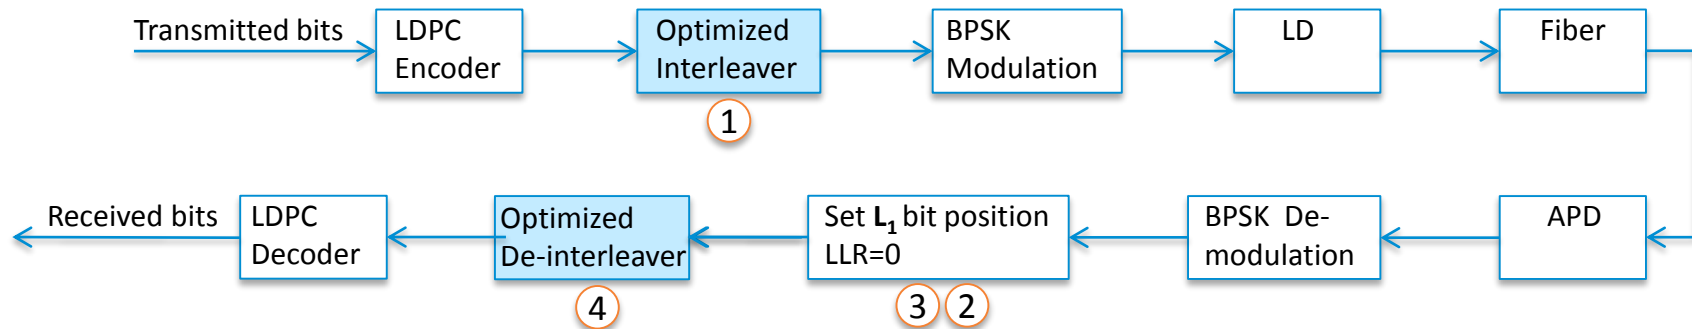 Transmitted bits
LDPC
Encoder
Optimized
Interleaver
BPSK
Modulation
LD
Fiber
1
Received bits
LDPC
Decoder
Optimized
De-interleaver
Set L1 bit position
LLR=0
BPSK De-
modulation
APD
4
3 2